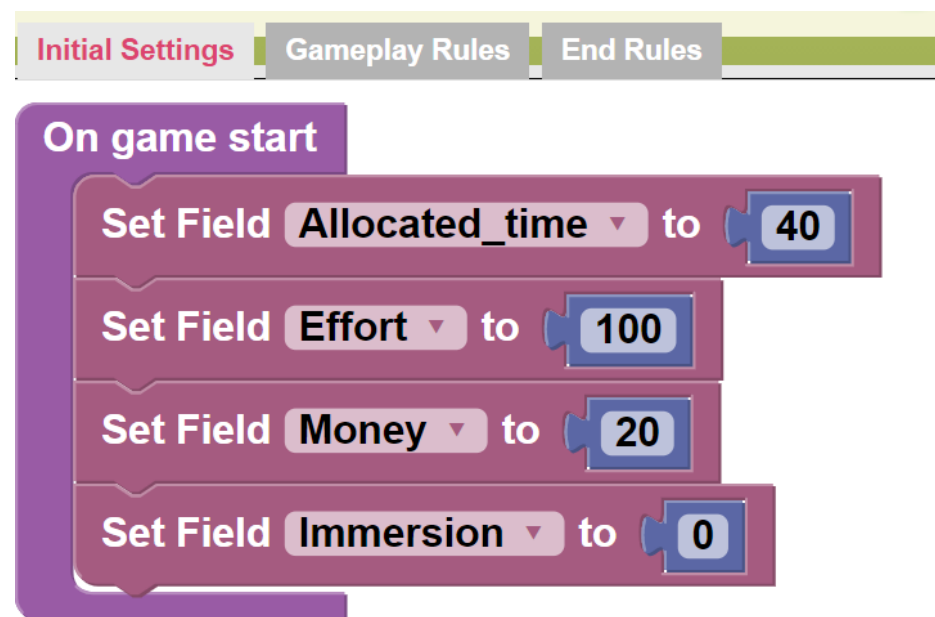 Initial Settings Gameplay Rules End Rules
On game start
Set Field Allocated_time to 40
Set Field Effort to 100
Set Field Money to 20
Set Field Immersion to 0